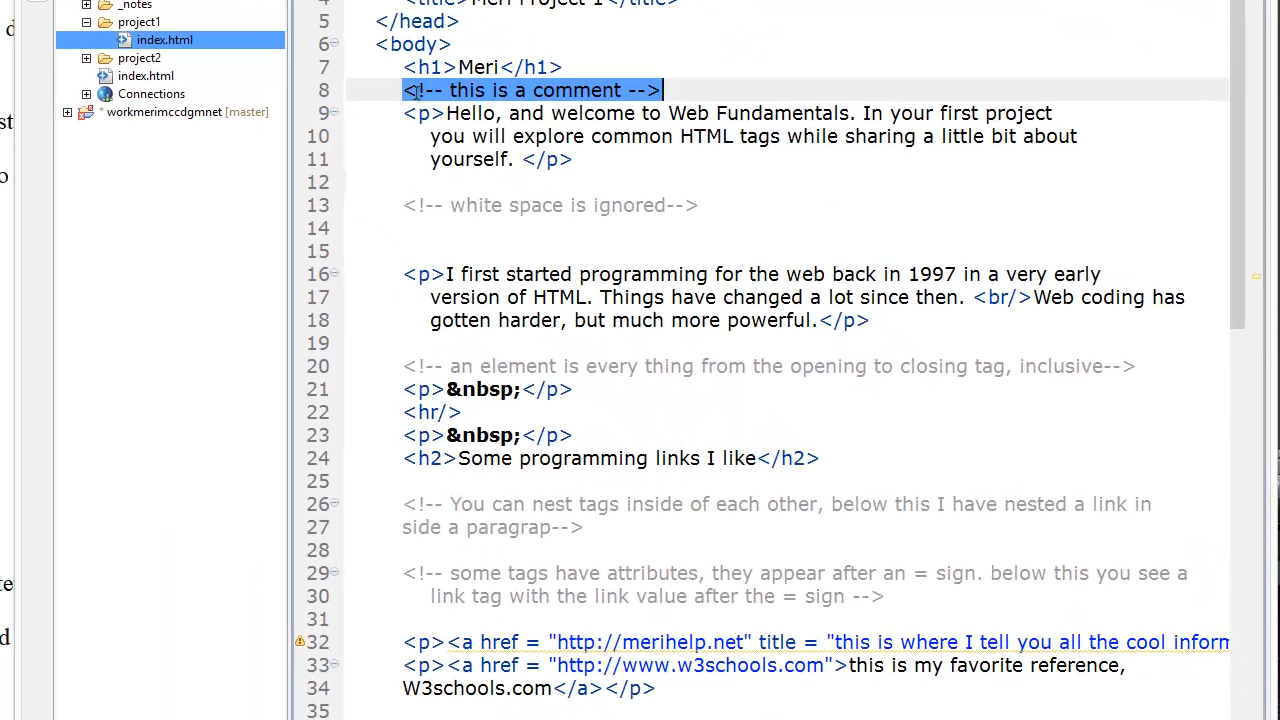 d
st
o
te
d
_notes
project1
index.html
project2
index.html
Connections
* workmerimccdgmnet [master]
4 <title>Meri Project 1</title>
5 </head>
6 <body>
7 <h1>Meri</h1>
8 <!-- this is a comment -->
9 <p>Hello, and welcome to Web Fundamentals. In your first project
10 you will explore common HTML tags while sharing a little bit about
11 yourself. </p>
12
13 <!-- white space is ignored-->
14
15
16 <p>I first started programming for the web back in 1997 in a very early
17 version of HTML. Things have changed a lot since then. <br/>Web coding has
18 gotten harder, but much more powerful.</p>
19
20 <!-- an element is every thing from the opening to closing tag, inclusive-->
21 <p>&nbsp;</p>
22 <hr/>
23 <p>&nbsp;</p>
24 <h2>Some programming links I like</h2>
25
26 <!-- You can nest tags inside of each other, below this I have nested a link in
27 side a paragrap-->
28
29 <!-- some tags have attributes, they appear after an = sign. below this you see a
30 link tag with the link value after the = sign -->
31
32 <p><a href = "http://merihelp.net" title = "this is where I tell you all the cool inform
33 <p><a href = "http://www.w3schools.com">this is my favorite reference,
34 W3schools.com</a></p>
35